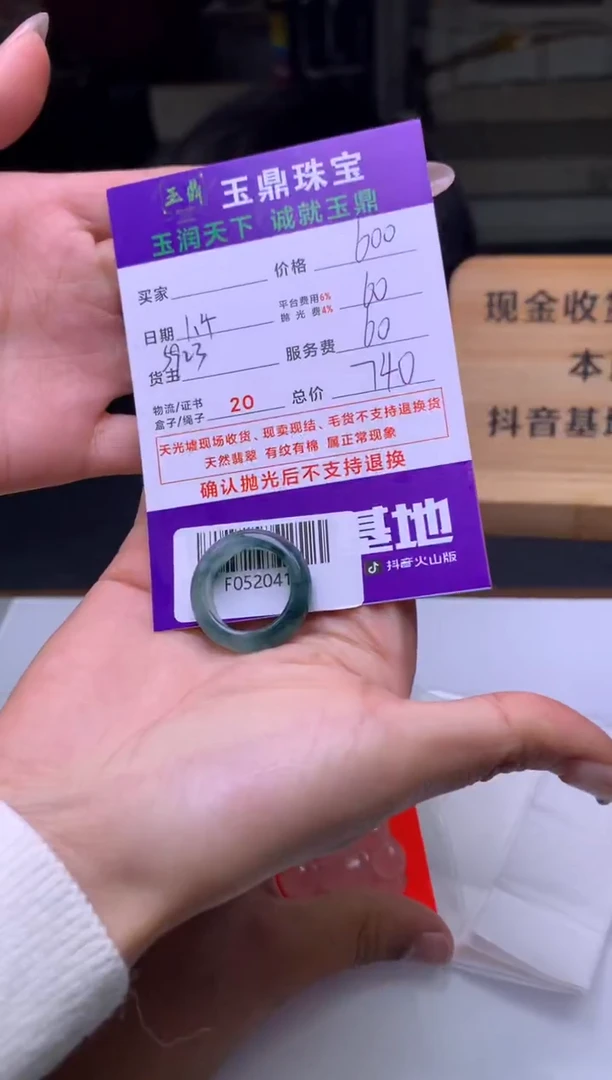 玉鼎 玉鼎珠宝
玉润天下 诚就玉鼎
买家 价格 600
日期 1.4 平台费用6% 抛光费4% 60
货主 5923 服务费 60
物流/证书 盒子/绳子 20 总价 740
天光墟现场收货、现卖现结、毛货不支持退换货
天然翡翠 有纹有棉 属正常现象
确认抛光后不支持退换
基地
抖音火山版
F052041
现金收
本
抖音基地